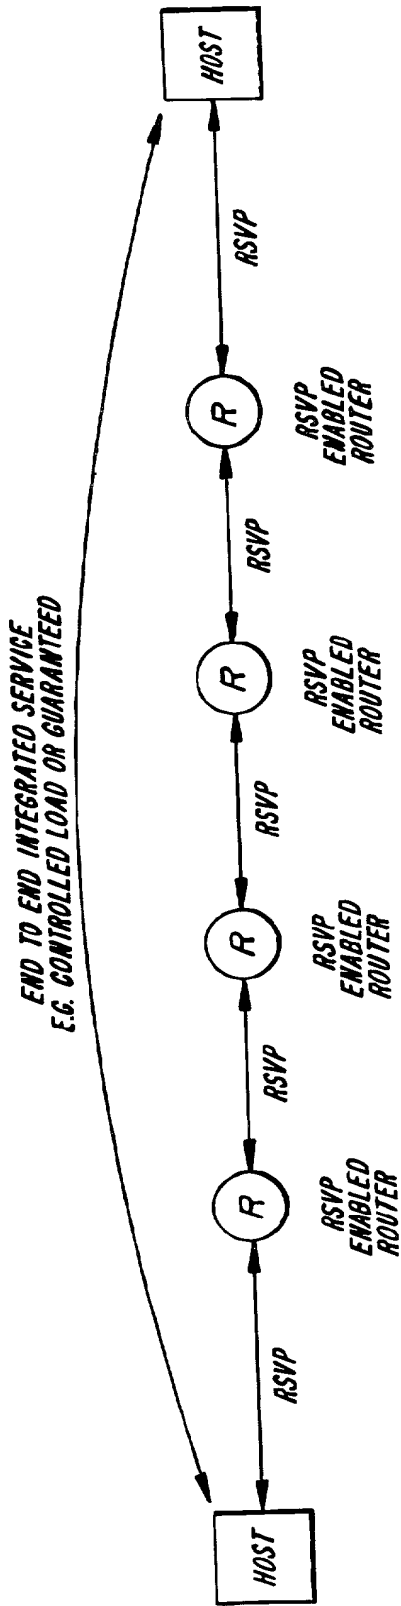 END TO END INTEGRATED SERVICE
E.G. CONTROLLED LOAD OR GUARANTEED
HOST
RSVP
R
RSVP
R
RSVP
R
RSVP
R
RSVP
HOST
RSVP
ENABLED
ROUTER
RSVP
ENABLED
ROUTER
RSVP
ENABLED
ROUTER
RSVP
ENABLED
ROUTER